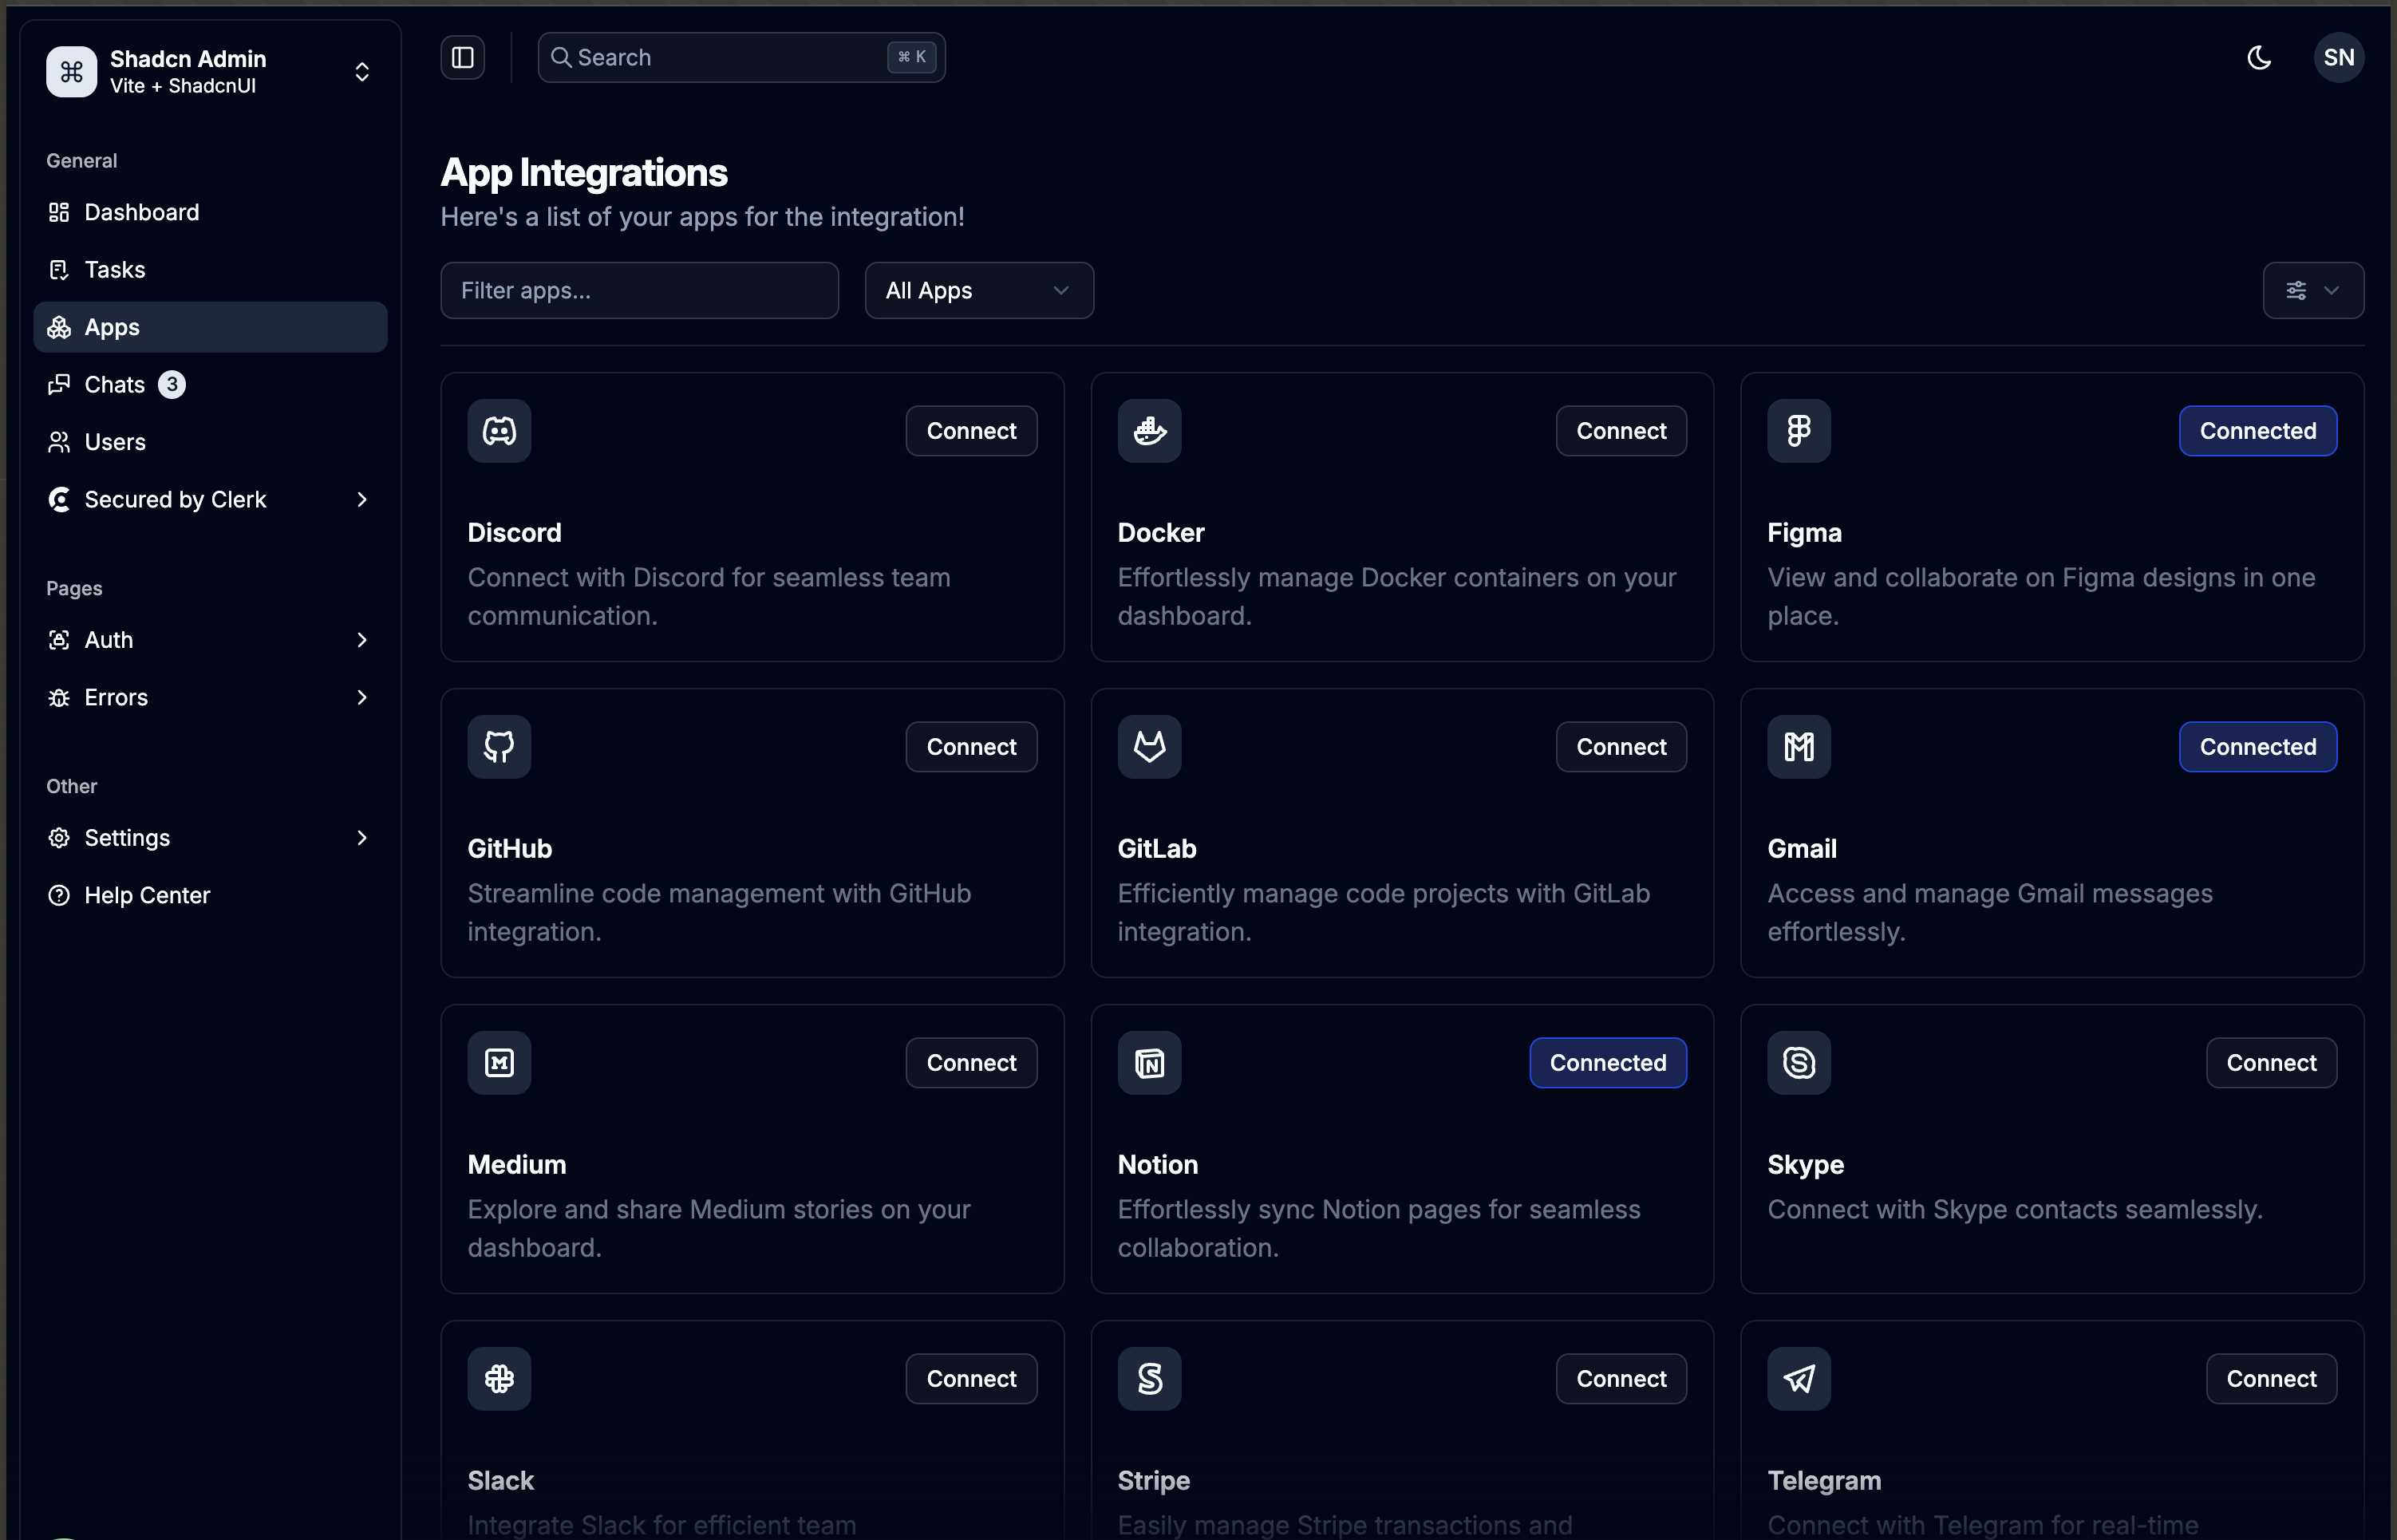 Shadcn Admin
Vite + ShadcnUI
General
Dashboard
Tasks
Apps
Chats 3
Users
Secured by Clerk
Pages
Auth
Errors
Other
Settings
Help Center
Search ⌘ K
SN
App Integrations
Here's a list of your apps for the integration!
Filter apps...
All Apps
Connect
Discord
Connect with Discord for seamless team
communication.
Connect
Docker
Effortlessly manage Docker containers on your
dashboard.
Connected
Figma
View and collaborate on Figma designs in one
place.
Connect
GitHub
Streamline code management with GitHub
integration.
Connect
GitLab
Efficiently manage code projects with GitLab
integration.
Connected
Gmail
Access and manage Gmail messages
effortlessly.
Connect
Medium
Explore and share Medium stories on your
dashboard.
Connected
Notion
Effortlessly sync Notion pages for seamless
collaboration.
Connect
Skype
Connect with Skype contacts seamlessly.
Connect
Slack
Integrate Slack for efficient team
Connect
Stripe
Easily manage Stripe transactions and
Connect
Telegram
Connect with Telegram for real-time